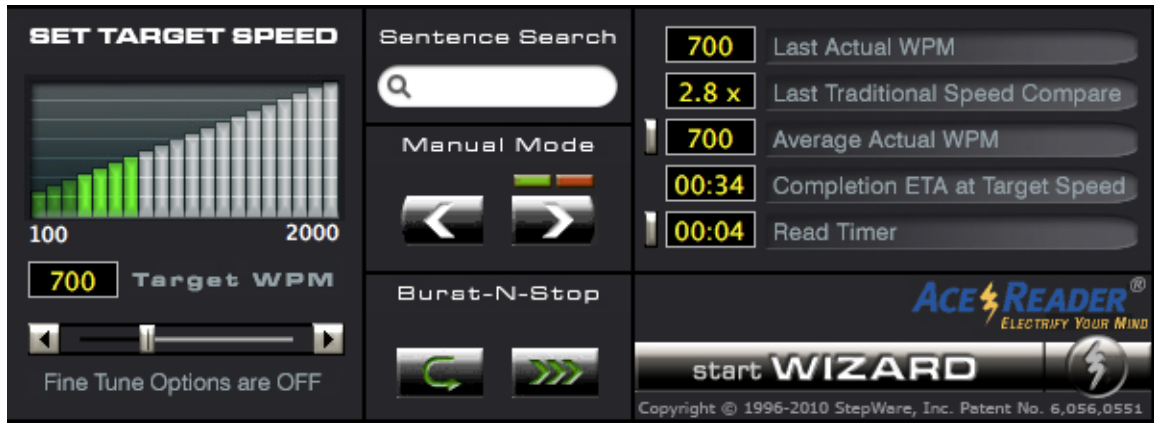 SET TARGET SPEED
100 2000
700 Target WPM
Fine Tune Options are OFF
Sentence Search
Manual Mode
Burst-N-Stop
700 Last Actual WPM
2.8 x Last Traditional Speed Compare
700 Average Actual WPM
00:34 Completion ETA at Target Speed
00:04 Read Timer
ACE READER®
ELECTRIFY YOUR MIND
start WIZARD
Copyright © 1996-2010 StepWare, Inc. Patent No. 6,056,0551